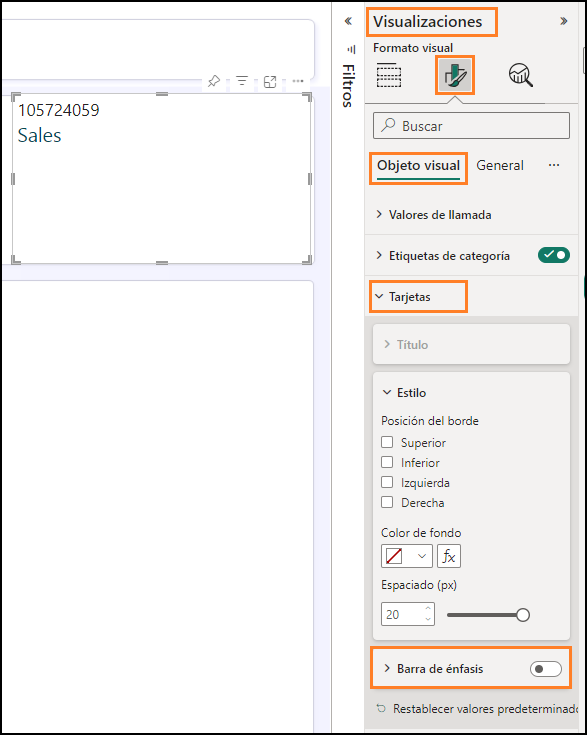 105724059
Sales
Filtros
Visualizaciones
Formato visual
Buscar
Objeto visual
General
Valores de llamada
Etiquetas de categoría
Tarjetas
Título
Estilo
Posición del borde
Superior
Inferior
Izquierda
Derecha
Color de fondo
fx
Espaciado (px)
20
Barra de énfasis
Restablecer valores predeterminado